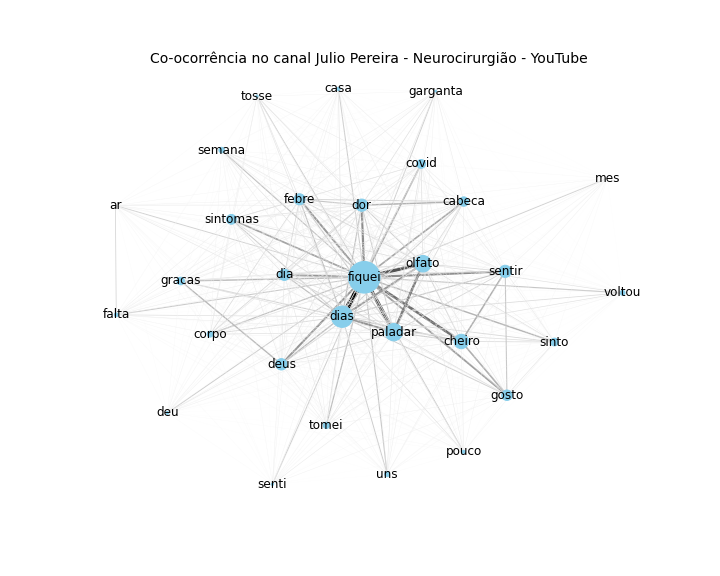 Co-ocorrência no canal Julio Pereira - Neurocirurgião - YouTube
casa
garganta
tosse
semana
covid
mes
febre
dor
cabeca
ar
sintomas
olfato
sentir
dia
fiquei
gracas
voltou
falta
dias
paladar
corpo
cheiro
sinto
deus
gosto
deu
tomei
pouco
uns
senti